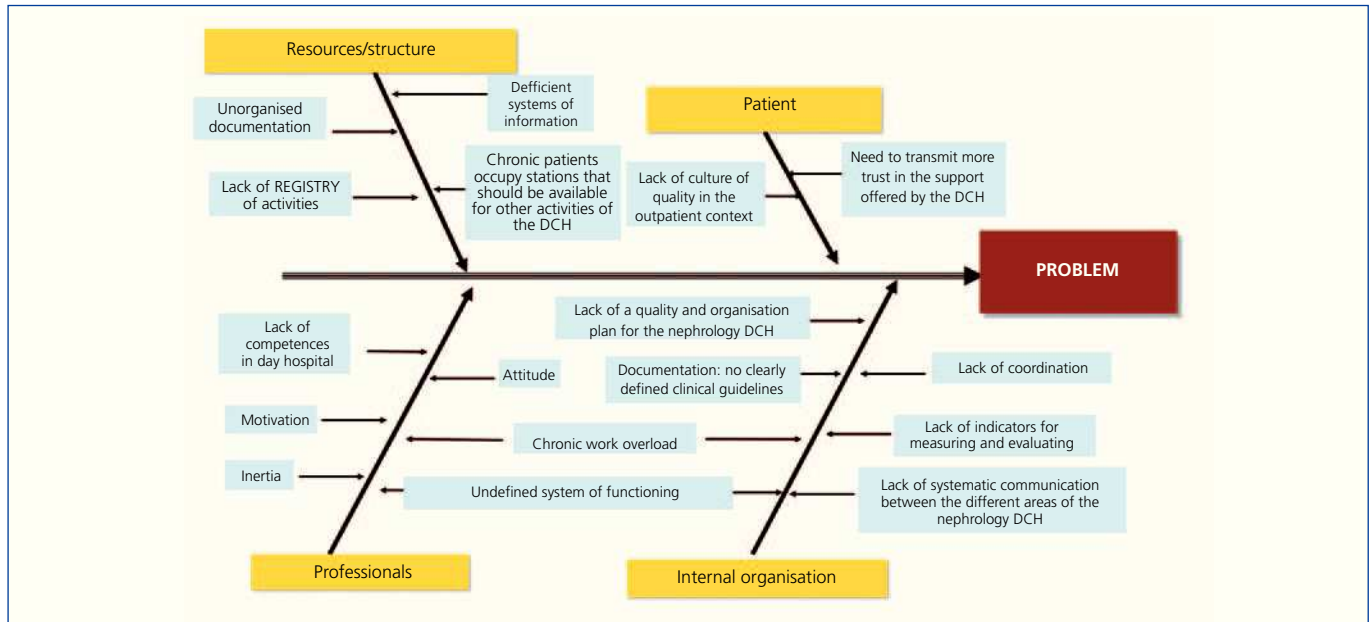 Resources/structure
Defficient
systems of
information
Unorganised
documentation
Chronic patients
occupy stations that
should be available
for other activities of
the DCH
Lack of REGISTRY
of activities
Patient
Need to transmit more
trust in the support
offered by the DCH
Lack of culture of
quality in the
outpatient context
PROBLEM
Lack of
competences
in day hospital
Attitude
Motivation
Chronic work overload
Inertia
Undefined system of functioning
Professionals
Lack of a quality and organisation
plan for the nephrology DCH
Documentation: no clearly
defined clinical guidelines
Lack of coordination
Lack of indicators for
measuring and evaluating
Lack of systematic communication
between the different areas of the
nephrology DCH
Internal organisation